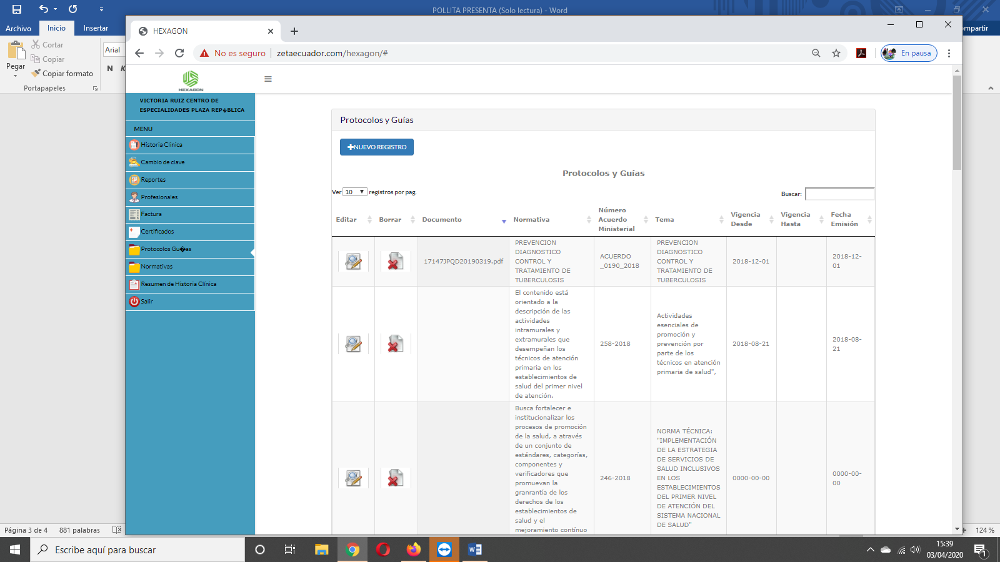 POLLITA PRESENTA (Solo lectura) - Word
Archivo
Inicio
Insertar
Cortar
Copiar
Copiar formato
Pegar
Portapapeles
Arial
N
K
HEXAGON
No es seguro
zetaecuador.com/hexagon/#
En pausa
HEXAGON
VICTORIA RUIZ CENTRO DE
ESPECIALIDADES PLAZA REP�BLICA
MENU
Historia Clinica
Cambio de clave
Reportes
Profesionales
Factura
Certificados
Protocolos Gu�as
Normativas
Resumen de Historia Clínica
Salir
Protocolos y Guías
NUEVO REGISTRO
Protocolos y Guías
Ver 10 registros por pag.
Buscar:
Editar
Borrar
Documento
Normativa
Número
Acuerdo
Ministerial
Tema
Vigencia
Desde
Vigencia
Hasta
Fecha
Emisión
17147JPQD20190319.pdf
PREVENCION
DIAGNOSTICO
CONTROL Y
TRATAMIENTO DE
TUBERCULOSIS
ACUERDO
_0190_2018
PREVENCION
DIAGNOSTICO
CONTROL Y
TRATAMIENTO DE
TUBERCULOSIS
2018-12-01
2018-12-
01
El contenido está
orientado a la
descripción de las
actividades
intramurales y
extramurales que
desempeñan los
técnicos de atención
primaria en los
establecimientos de
salud del primer nivel
de atención.
258-2018
Actividades
esenciales de
promoción y
prevención por
parte de los
técnicos en atención
primaria de salud",
2018-08-21
2018-08-
21
Busca fortalecer e
institucionalizar los
procesos de promoción
de la salud, a através
de un conjunto de
estándares, categorías,
componentes y
verificadores que
promuevan la
granrantía de los
derechos de los
establecimientos de
salud y el
mejoramiento contínuo
246-2018
NORMA TÉCNICA:
"IMPLEMENTACIÓN
DE LA ESTRATEGIA
DE SERVICIOS DE
SALUD INCLUSIVOS
EN LOS
ESTABLECIMIENTOS
DEL PRIMER NIVEL
DE ATENCIÓN DEL
SISTEMA NACIONAL
DE SALUD"
0000-00-00
0000-00-
00
Página 3 de 4
881 palabras
124 %
Escribe aquí para buscar
15:39
03/04/2020
1